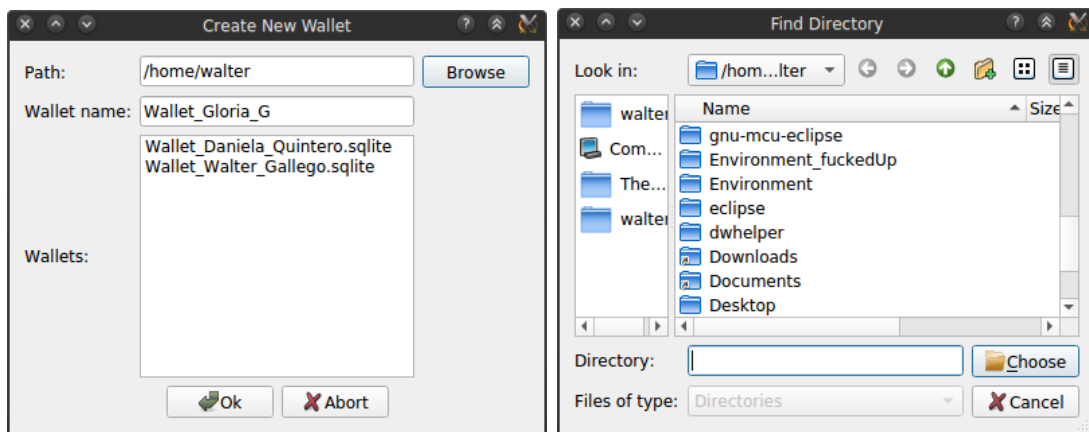 Create New Wallet
Path: /home/walter Browse
Wallet name: Wallet_Gloria_G
Wallet_Daniela_Quintero.sqlite
Wallet_Walter_Gallego.sqlite
Wallets:
Ok Abort
Find Directory
Look in: /hom...lter
walter
Com...
The...
walter
Name Size
gnu-mcu-eclipse
Environment_fuckedUp
Environment
eclipse
dwhelper
Downloads
Documents
Desktop
Directory: Choose
Files of type: Directories Cancel